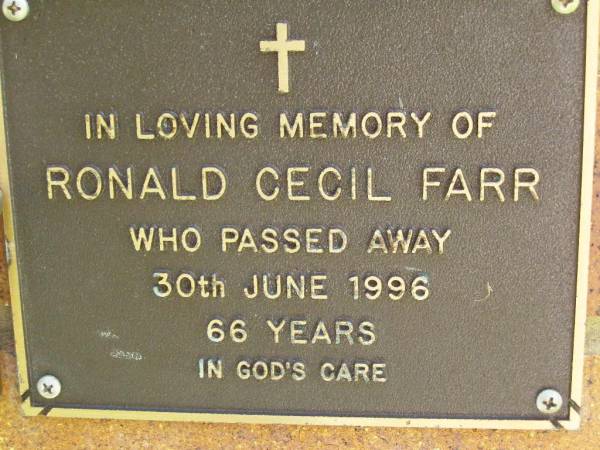 IN LOVING MEMORY OF
RONALD CECIL FARR
WHO PASSED AWAY
30th JUNE 1996
66 YEARS
IN GOD'S CARE